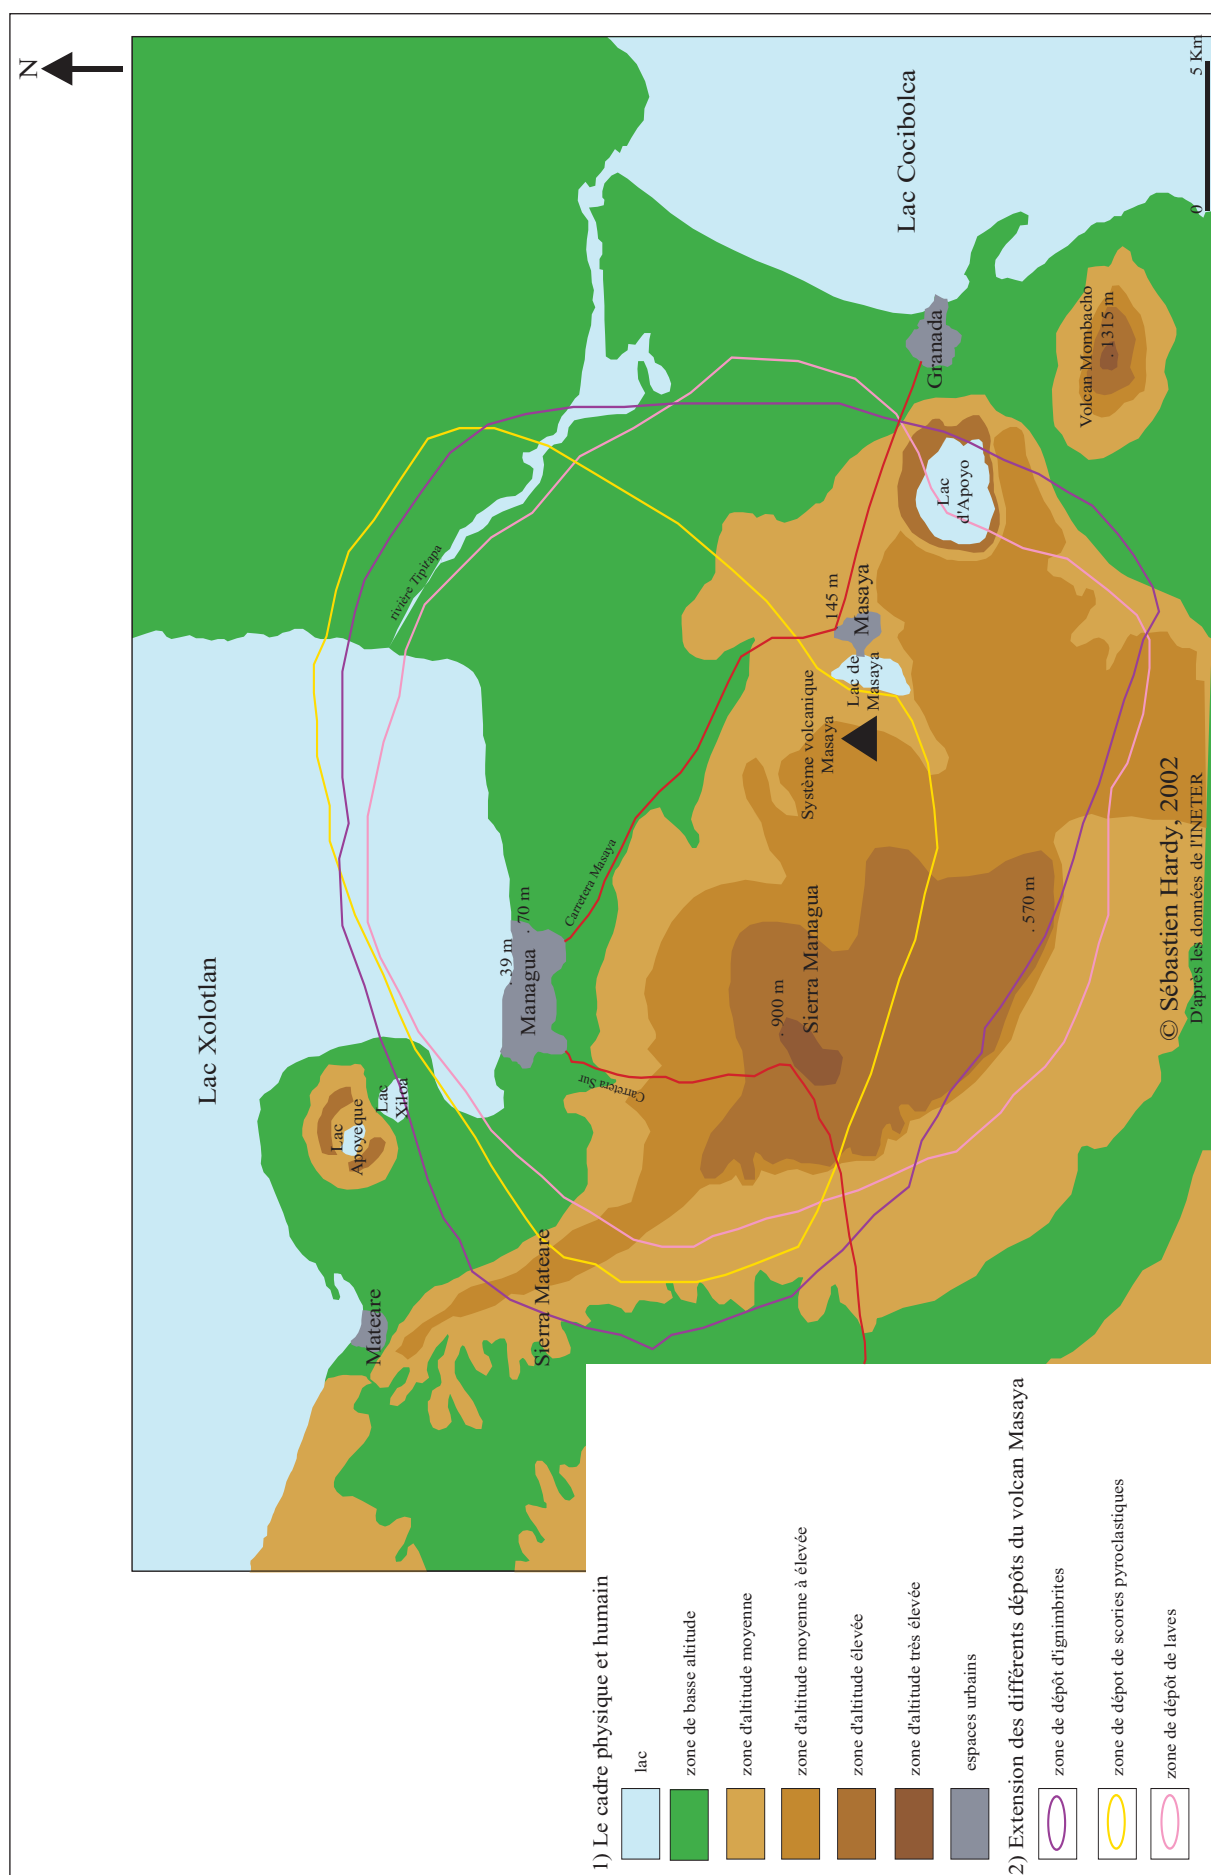 N
Lac Xolotlan
Lac
Apoyeque
Lac
Xiloa
Mateare
Sierra Mateare
rivière Tipitapa
. 39 m
. 70 m
Managua
Carretera Sur
Carretera Masaya
. 900 m
Sierra Managua
Système volcanique
Masaya
145 m
Masaya
Lac de
Masaya
Lac
d'Apoyo
Granada
Lac Cocibolca
Volcan Mombacho
. 1315 m
. 570 m
© Sébastien Hardy, 2002
D'après les données de l'INETER
0
5 Km
1) Le cadre physique et humain
lac
zone de basse altitude
zone d'altitude moyenne
zone d'altitude moyenne à élevée
zone d'altitude élevée
zone d'altitude très élevée
espaces urbains
2) Extension des différents dépôts du volcan Masaya
zone de dépôt d'ignimbrites
zone de dépot de scories pyroclastiques
zone de dépôt de laves